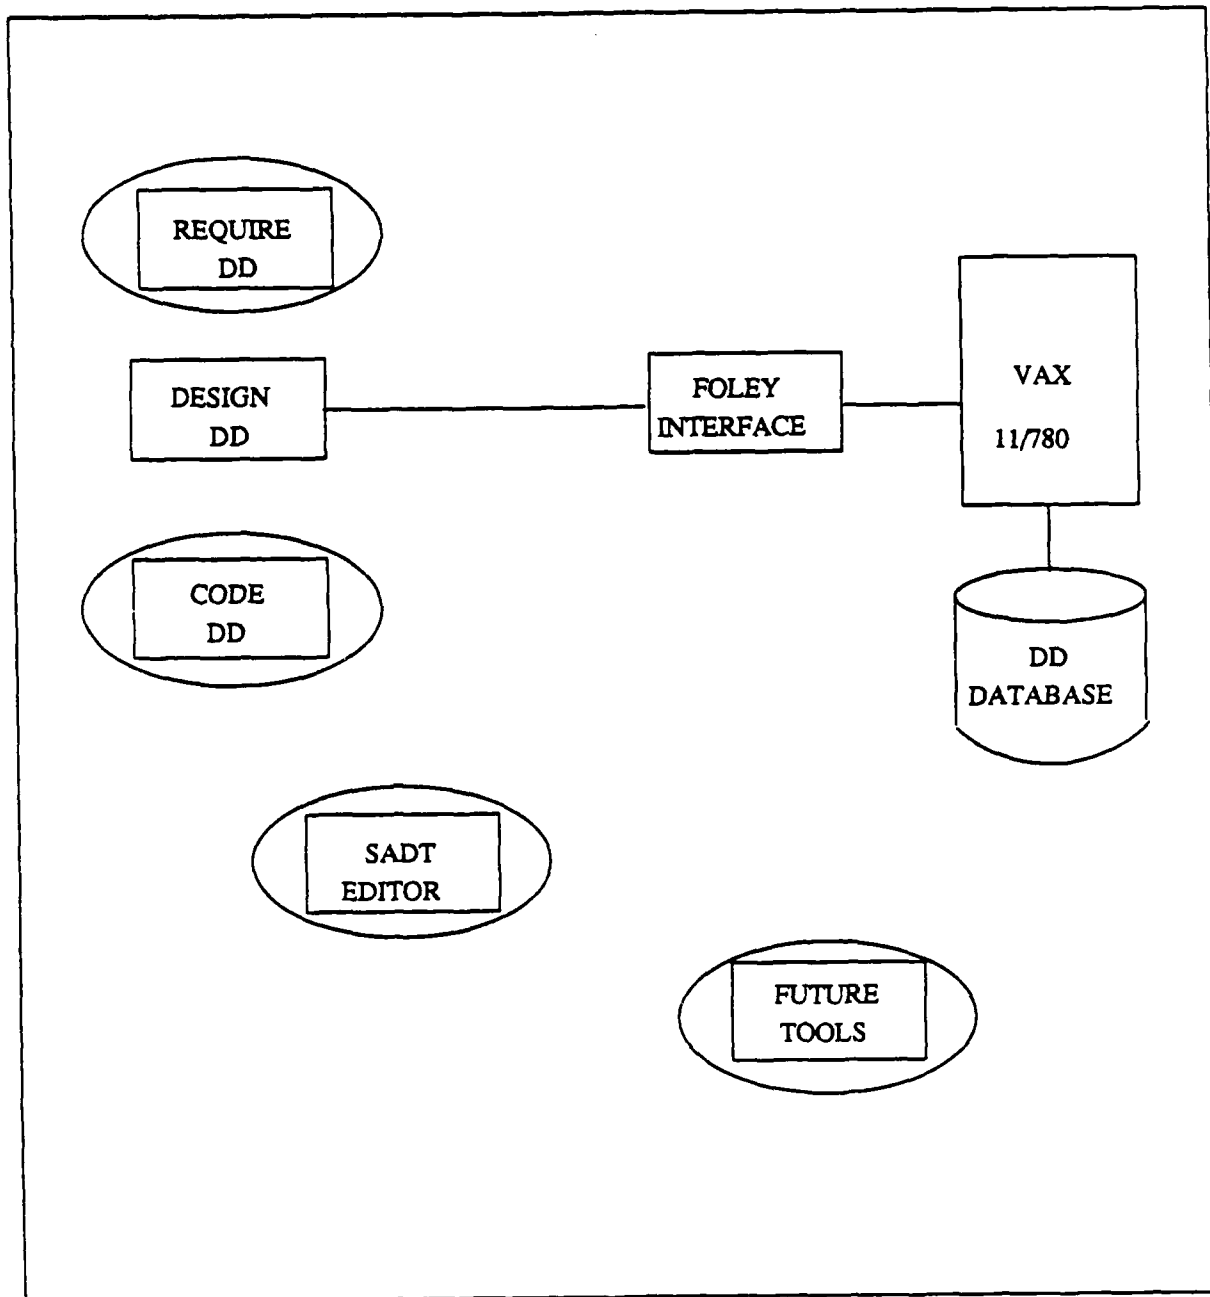 REQUIRE
DD
DESIGN
DD
FOLEY
INTERFACE
VAX
11/780
CODE
DD
DD
DATABASE
SADT
EDITOR
FUTURE
TOOLS